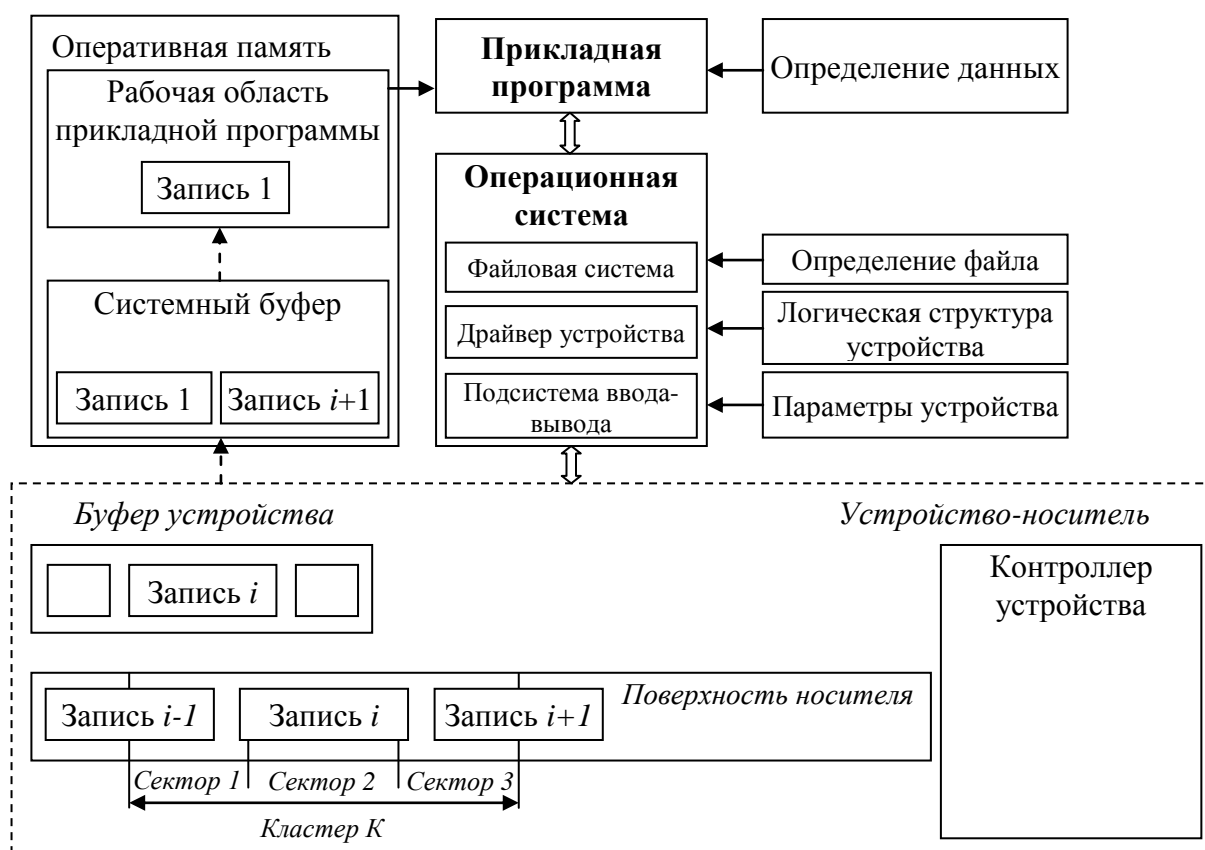 Оперативная память
Рабочая область
прикладной программы
Запись 1
Системный буфер
Запись 1
Запись i+1
Прикладная
программа
Определение данных
Операционная
система
Файловая система
Определение файла
Драйвер устройства
Логическая структура
устройства
Подсистема ввода-
вывода
Параметры устройства
Буфер устройства
Устройство-носитель
Запись i
Контроллер
устройства
Поверхность носителя
Запись i-1
Запись i
Запись i+1
Сектор 1
Сектор 2
Сектор 3
Кластер К